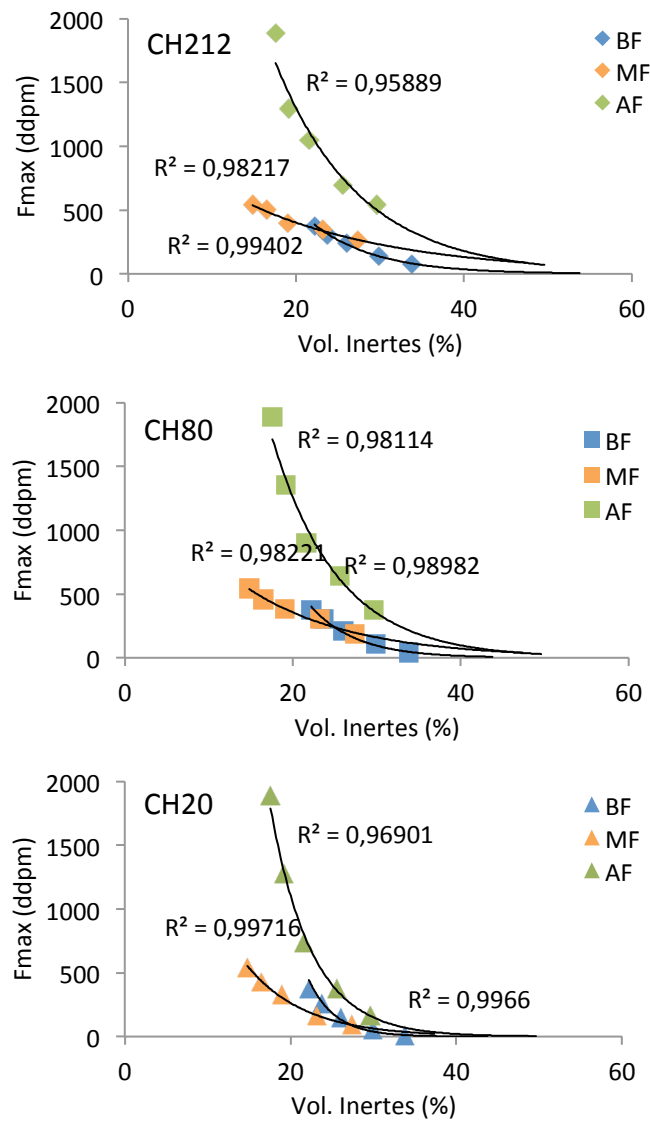 CH212
BF
MF
AF
R² = 0,95889
R² = 0,98217
R² = 0,99402
Fmax (ddpm)
2000
1500
1000
500
0
0 20 40 60
Vol. Inertes (%)
CH80
BF
MF
AF
R² = 0,98114
R² = 0,98221
R² = 0,98982
Fmax (ddpm)
2000
1500
1000
500
0
0 20 40 60
Vol. Inertes (%)
CH20
BF
MF
AF
R² = 0,96901
R² = 0,99716
R² = 0,9966
Fmax (ddpm)
2000
1500
1000
500
0
0 20 40 60
Vol. Inertes (%)